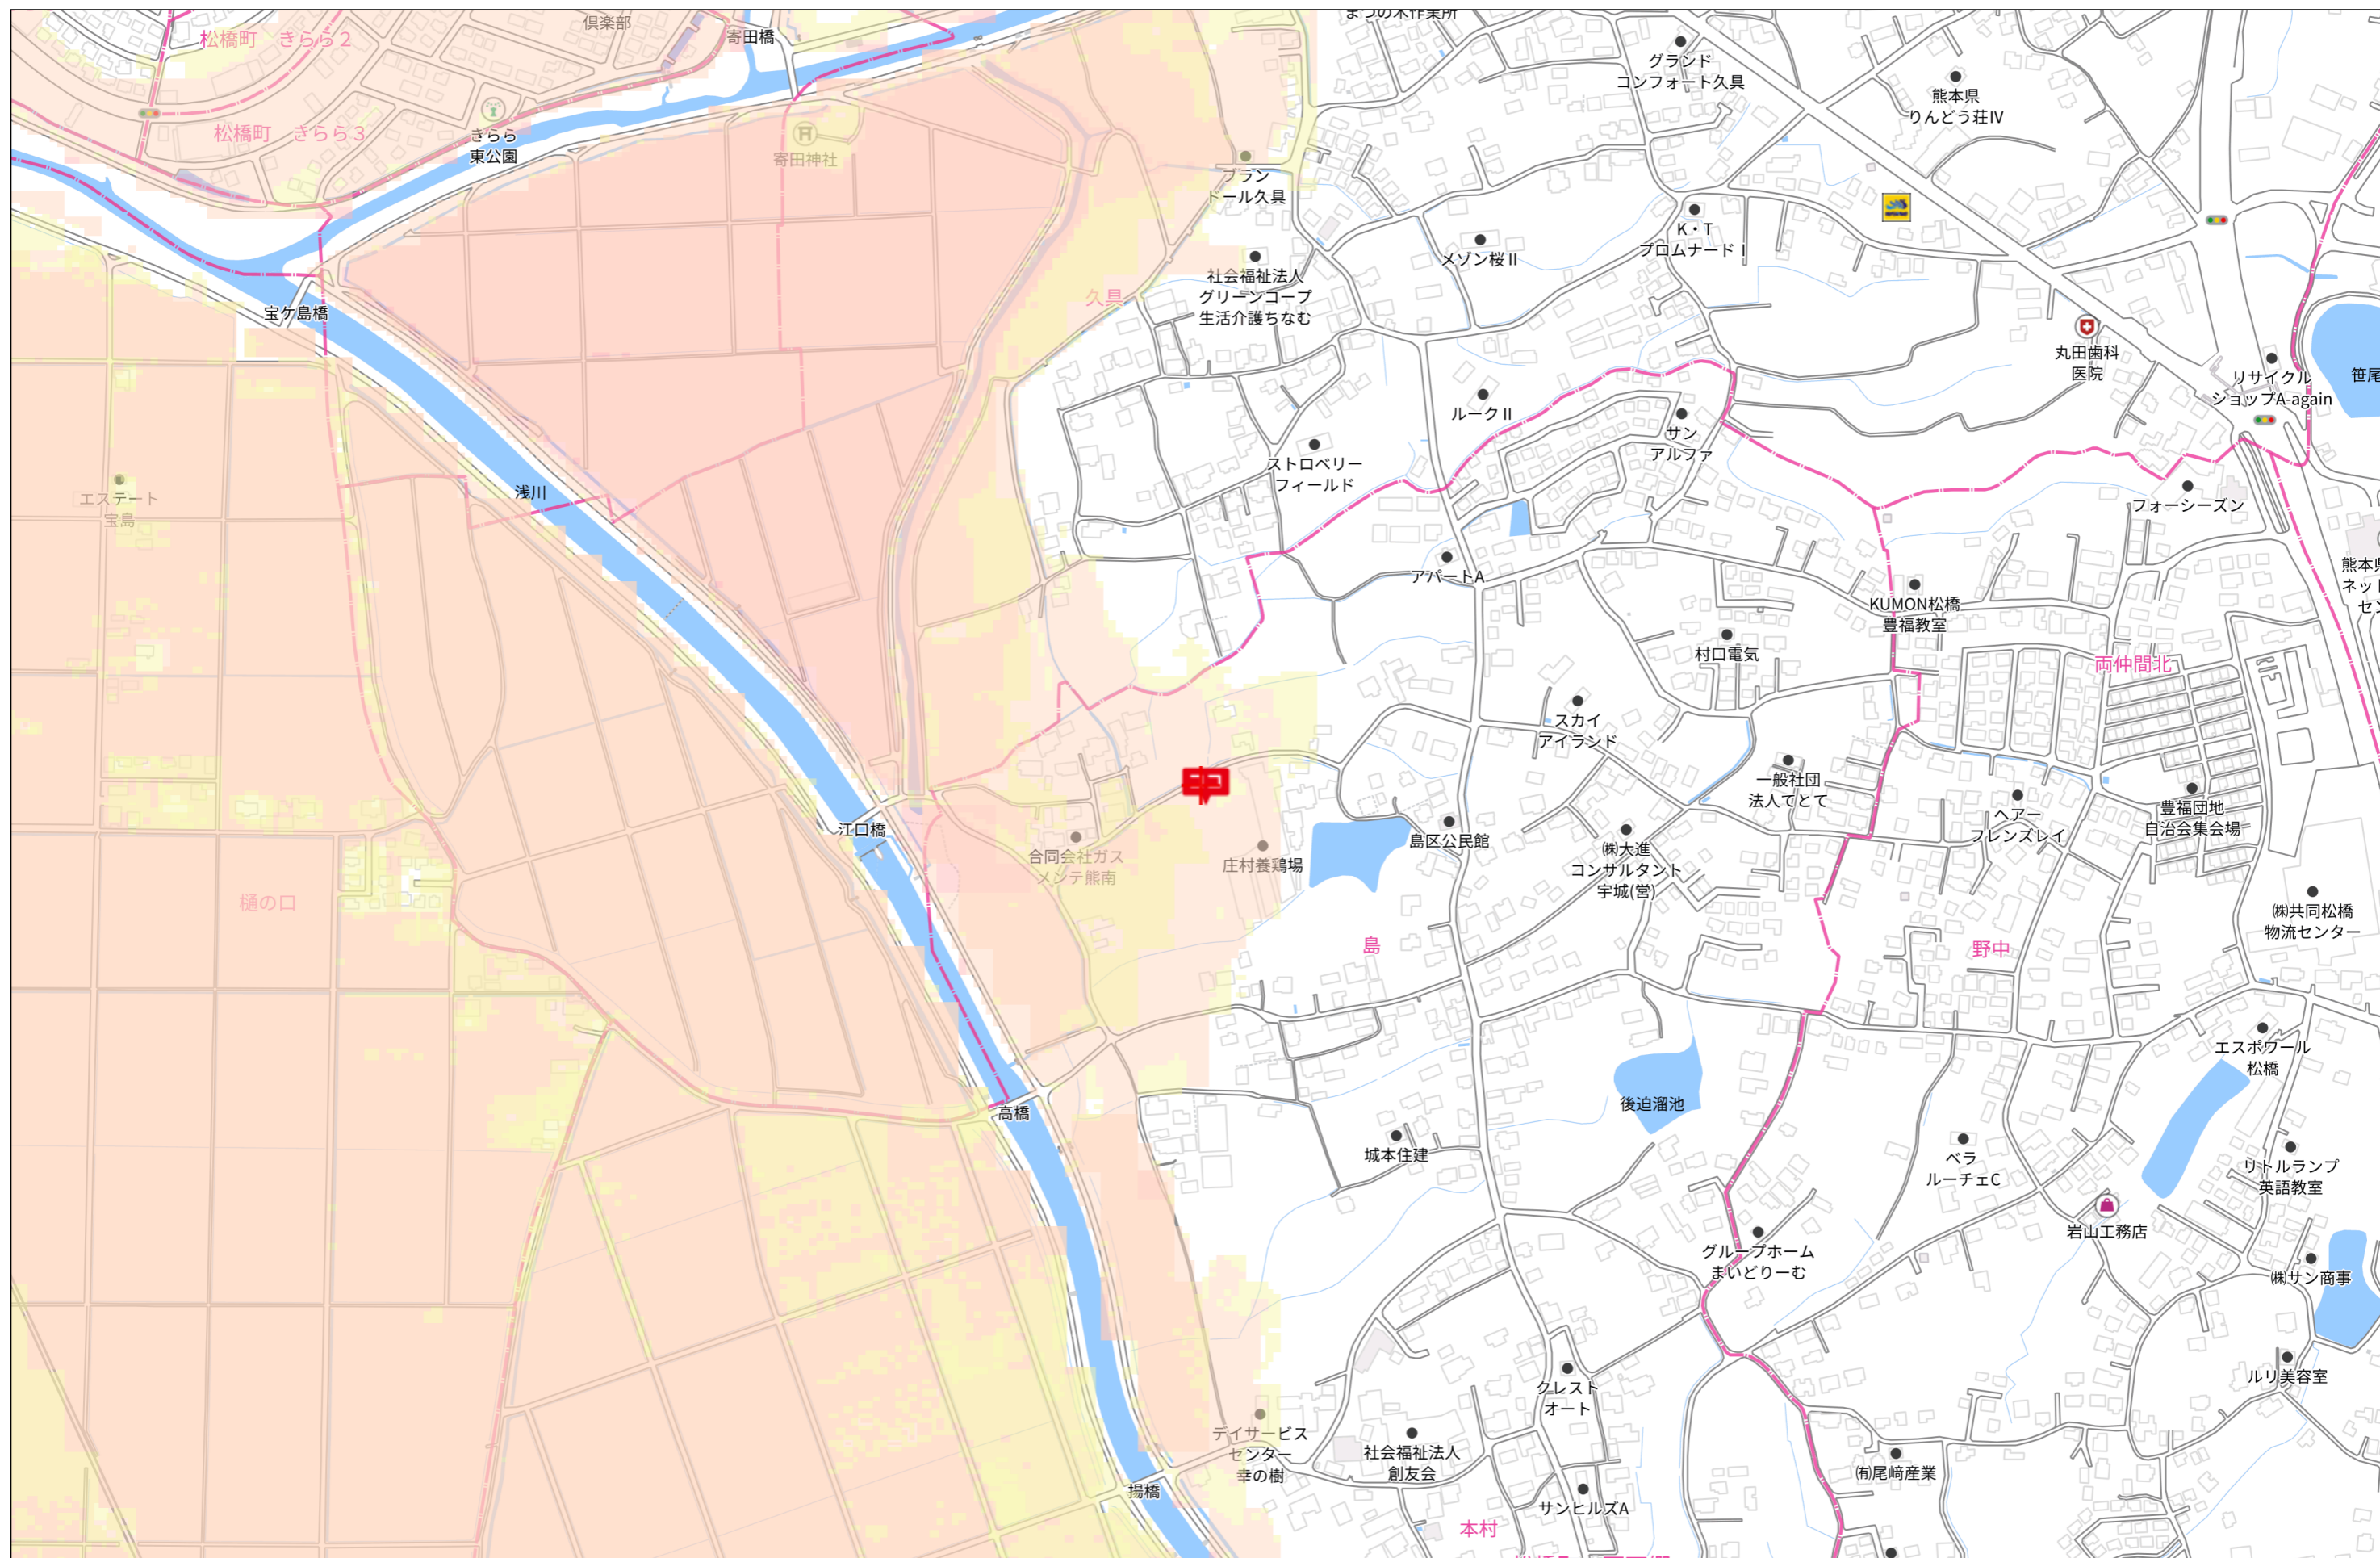 倶楽部
まつの木作業所
松橋町 きらら2
寄田橋
グランド
コンフォート久具
熊本県
りんどう荘Ⅳ
松橋町 きらら3
きらら
東公園
寄田神社
ブラン
ドール久具
K・T
プロムナードⅠ
メゾン桜Ⅱ
社会福祉法人
グリーンコープ
生活介護ちなむ
久具
宝ケ島橋
丸田歯科
医院
リサイクル
ショップA-again
笹尾
ルークⅡ
サン
アルファ
ストロベリー
フィールド
エステート
宝島
浅川
フォーシーズン
アパートA
KUMON松橋
豊福教室
村口電気
両仲間北
スカイ
アイランド
一般社団
法人てとて
ヘアー
フレンズレイ
豊福団地
自治会集会場
江口橋
合同会社ガス
メンテ熊南
庄村養鶏場
島区公民館
㈱大進
コンサルタント
宇城(営)
樋の口
島
野中
㈱共同松橋
物流センター
エスポワール
松橋
高橋
後迫溜池
城本住建
ベラ
ルーチェC
リトルランプ
英語教室
岩山工務店
グループホーム
まいどりーむ
㈱サン商事
ルリ美容室
クレスト
オート
デイサービス
センター
幸の樹
社会福祉法人
創友会
㈲尾﨑産業
揚橋
サンヒルズA
本村